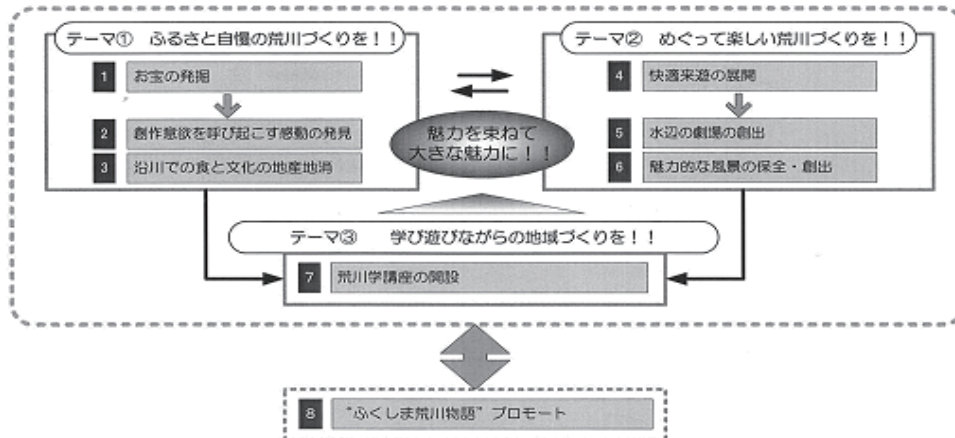 テーマ① ふるさと自慢の荒川づくりを！！
1 お宝の発掘
2 創作意欲を呼び起こす感動の発見
3 沿川での食と文化の地産地消
魅力を束ねて
大きな魅力に！！
テーマ② めぐって楽しい荒川づくりを！！
4 快適来遊の展開
5 水辺の劇場の創出
6 魅力的な風景の保全・創出
テーマ③ 学び遊びながらの地域づくりを！！
7 荒川学講座の開設
8 “ふくしま荒川物語”プロモート